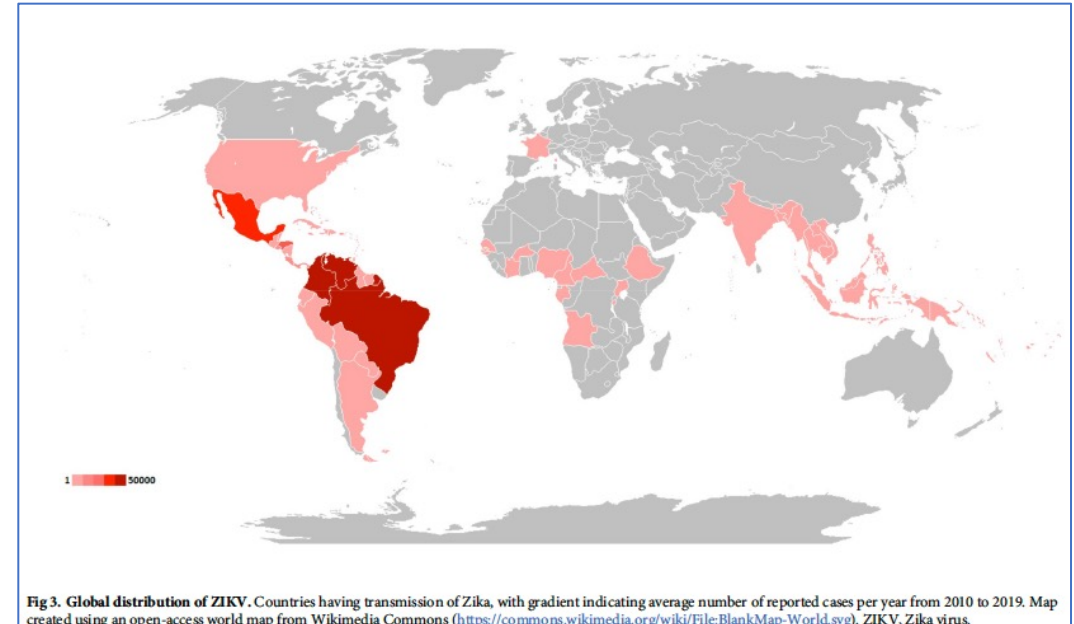 1 50000
Fig 3. Global distribution of ZIKV. Countries having transmission of Zika, with gradient indicating average number of reported cases per year from 2010 to 2019. Map
created using an open-access world map from Wikimedia Commons (https://commons.wikimedia.org/wiki/File:BlankMap-World.svg). ZIKV, Zika virus.